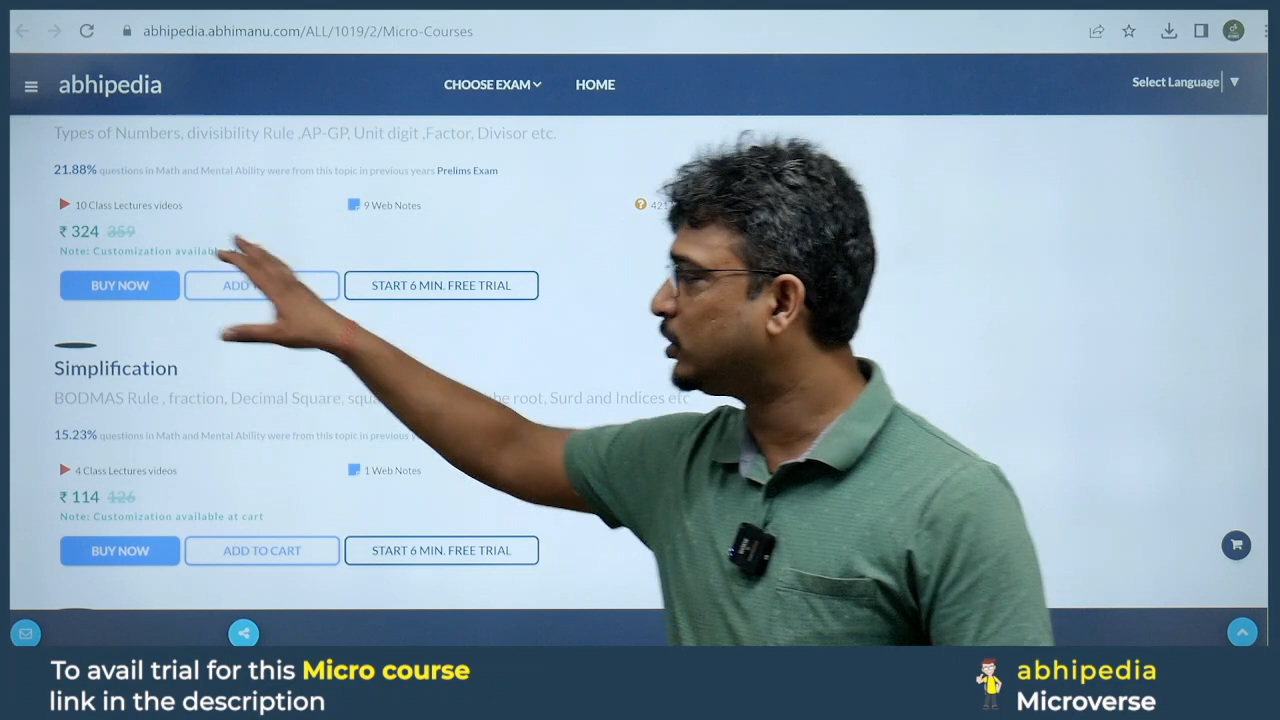 abhipedia.abhimanu.com/ALL/1019/2/Micro-Courses
abhipedia
CHOOSE EXAM
HOME
Select Language
Types of Numbers, divisibility Rule ,AP-GP, Unit digit ,Factor, Divisor etc.
21.88% questions in Math and Mental Ability were from this topic in previous years Prelims Exam
10 Class Lectures videos
9 Web Notes
421
₹ 324 359
Note: Customization available
BUY NOW
ADD
START 6 MIN. FREE TRIAL
Simplification
BODMAS Rule , fraction, Decimal Square, root, Surd and Indices etc
15.23% questions in Math and Mental Ability were from this topic in previous
4 Class Lectures videos
1 Web Notes
₹ 114 126
Note: Customization available at cart
BUY NOW
ADD TO CART
START 6 MIN. FREE TRIAL
To avail trial for this Micro course
link in the description
abhipedia
Microverse